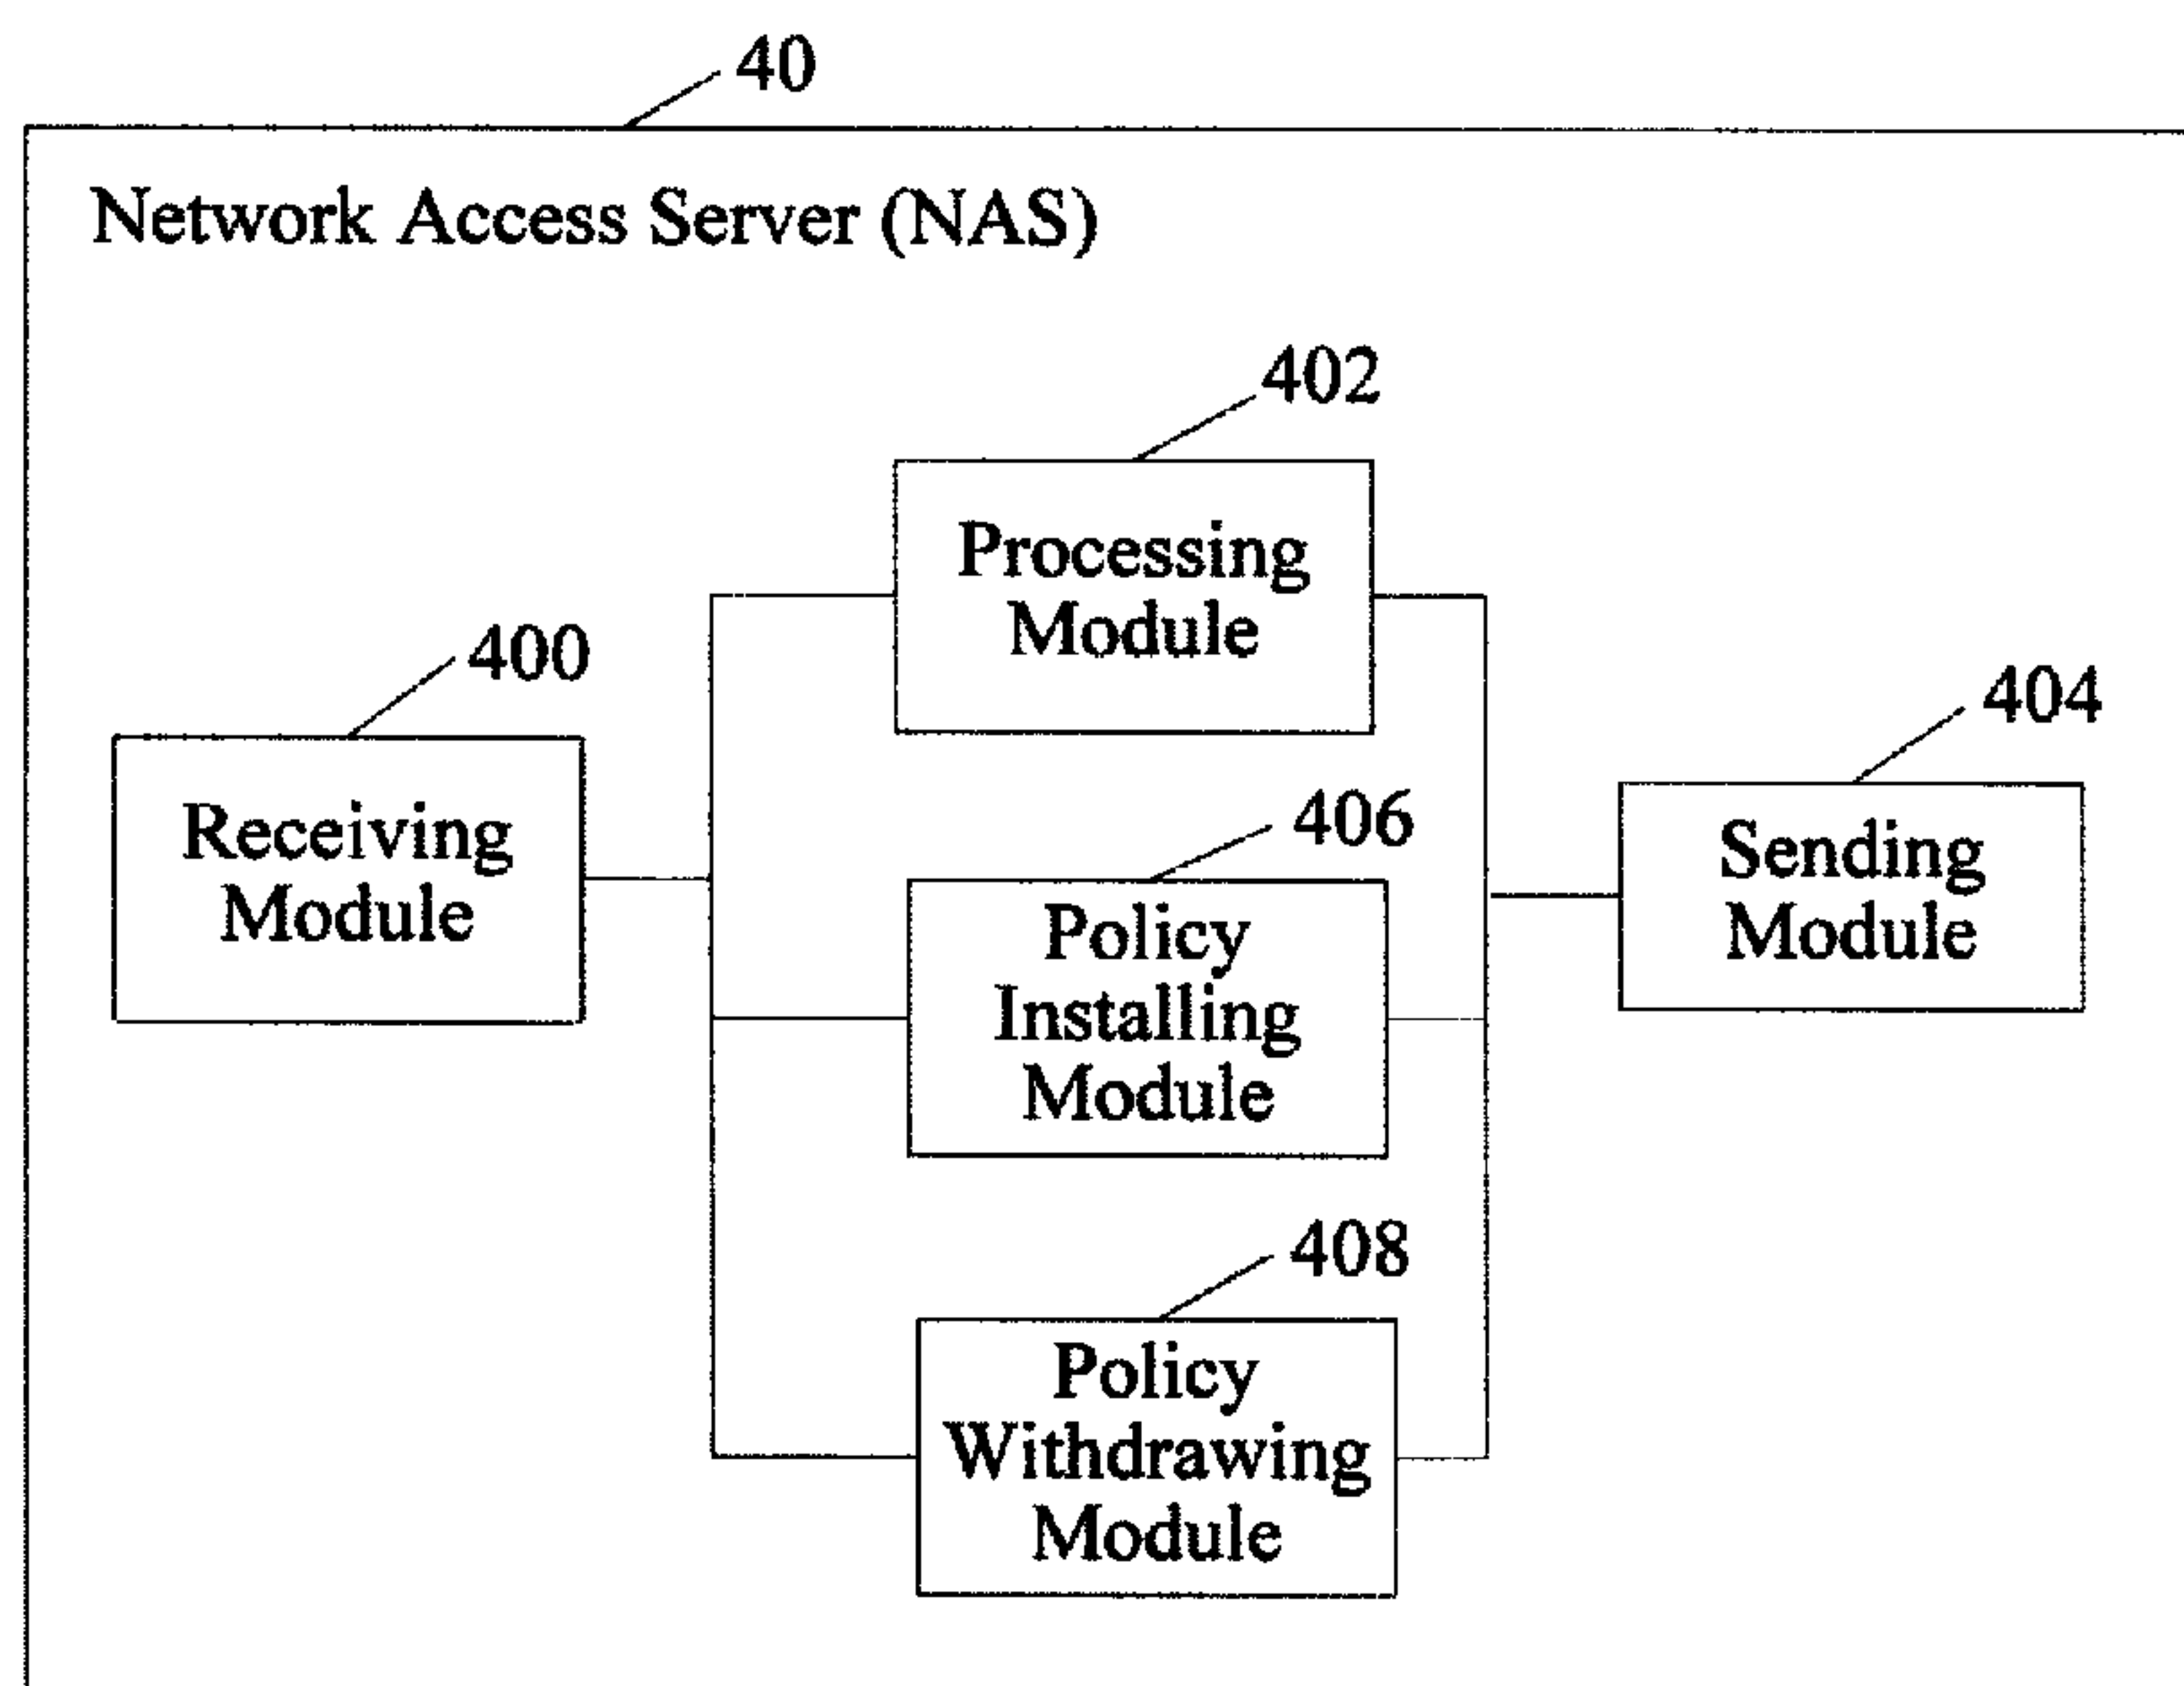 40
Network Access Server (NAS)
402
Processing
Module
400
Receiving
Module
404
Sending
Module
406
Policy
Installing
Module
408
Policy
Withdrawing
Module